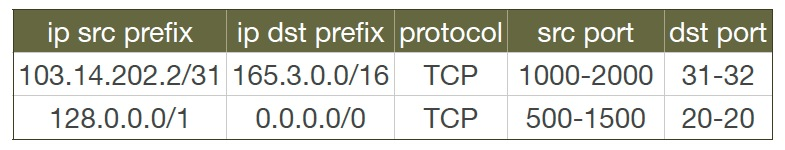 ip src prefix ip dst prefix protocol src port dst port
103.14.202.2/31 165.3.0.0/16 TCP 1000-2000 31-32
128.0.0.0/1 0.0.0.0/0 TCP 500-1500 20-20